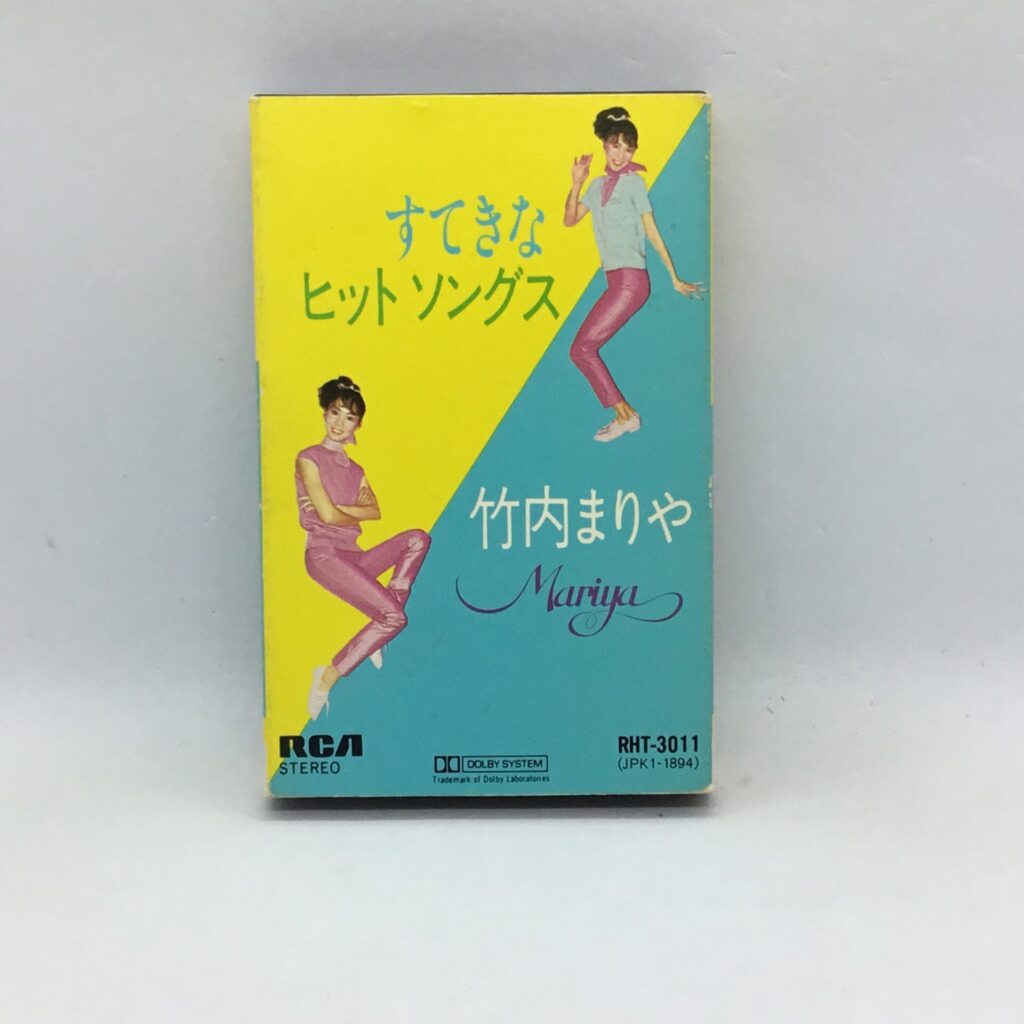 すてきな
ヒット ソングス
竹内まりや
Mariya
RCA
STEREO
DOLBY SYSTEM
Trademark of Dolby Laboratories
RHT-3011
(JPK1-1894)